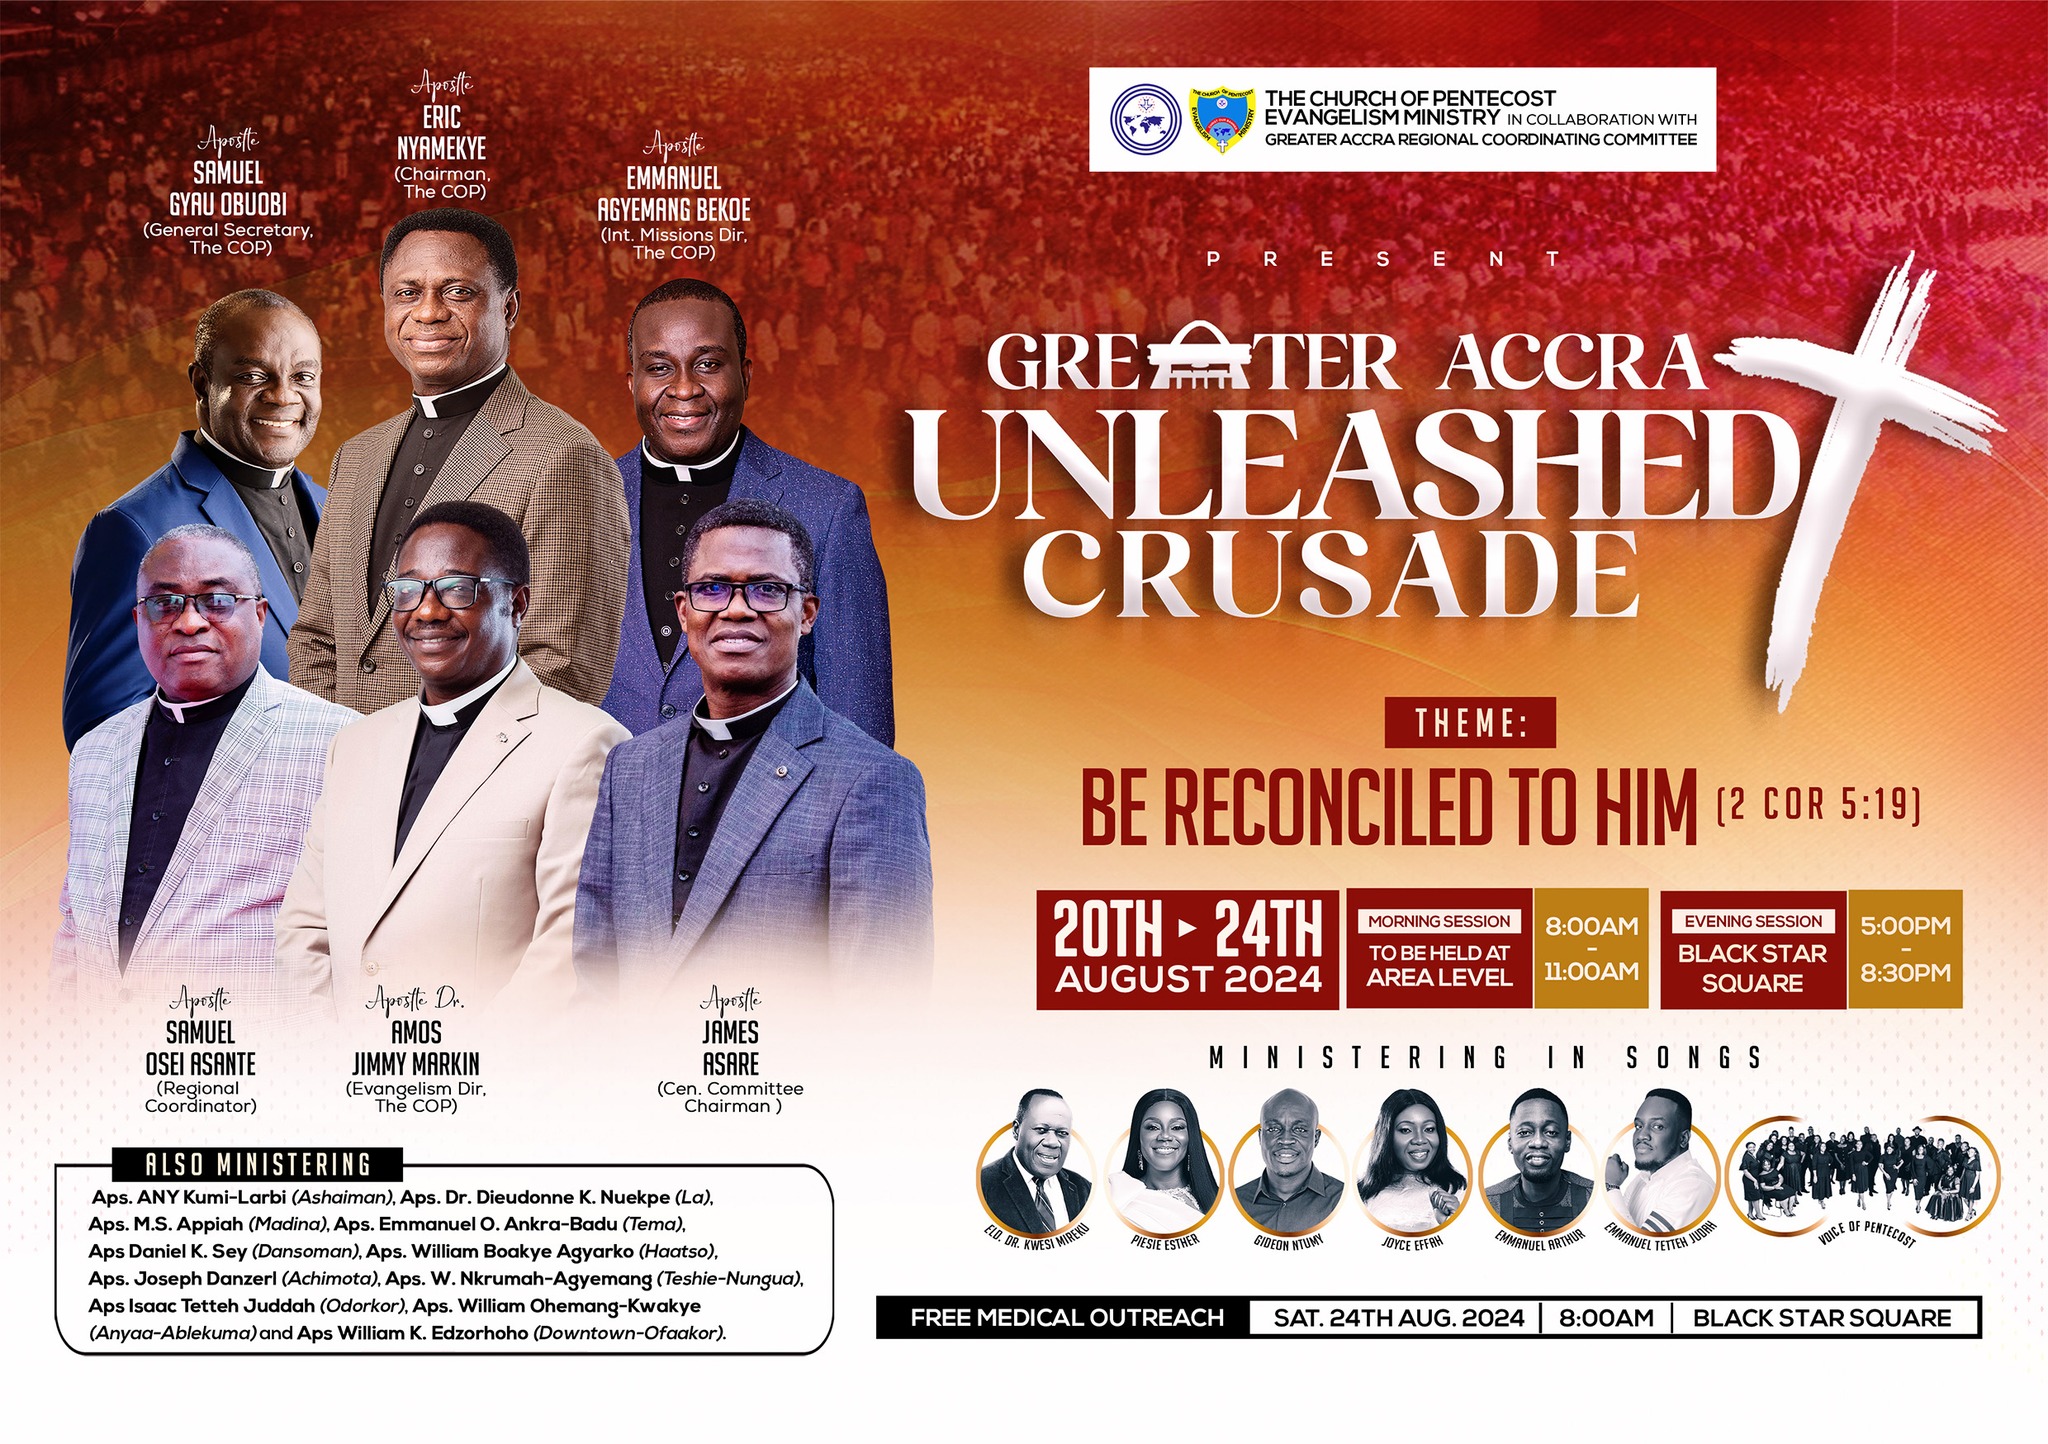 Apostle
ERIC
NYAMEKYE
(Chairman,
The COP)
Apostle
SAMUEL
GYAU OBUOBI
(General Secretary,
The COP)
Apostle
EMMANUEL
AGYEMANG BEKOE
(Int. Missions Dir,
The COP)
Apostle
SAMUEL
OSEI ASANTE
(Regional
Coordinator)
Apostle Dr.
AMOS
JIMMY MARKIN
(Evangelism Dir,
The COP)
Apostle
JAMES
ASARE
(Cen. Committee
Chairman )
ALSO MINISTERING
Aps. ANY Kumi-Larbi (Ashaiman), Aps. Dr. Dieudonne K. Nuekpe (La),
Aps. M.S. Appiah (Madina), Aps. Emmanuel O. Ankra-Badu (Tema),
Aps Daniel K. Sey (Dansoman), Aps. William Boakye Agyarko (Haatso),
Aps. Joseph Danzerl (Achimota), Aps. W. Nkrumah-Agyemang (Teshie-Nungua),
Aps Isaac Tetteh Juddah (Odorkor), Aps. William Ohemang-Kwakye
(Anyaa-Ablekuma) and Aps William K. Edzorhoho (Downtown-Ofaakor).
THE CHURCH OF PENTECOST
EVANGELISM MINISTRY
THE CHURCH OF PENTECOST
EVANGELISM MINISTRY IN COLLABORATION WITH
GREATER ACCRA REGIONAL COORDINATING COMMITTEE
PRESENT
GREATER ACCRA
UNLEASHED
CRUSADE
THEME:
BE RECONCILED TO HIM (2 COR 5:19)
20TH ▸ 24TH
AUGUST 2024
MORNING SESSION
TO BE HELD AT
AREA LEVEL
8:00AM
-
11:00AM
EVENING SESSION
BLACK STAR
SQUARE
5:00PM
-
8:30PM
MINISTERING IN SONGS
ELD. DR. KWESI MIREKU
PIESIE ESTHER
GIDEON NTUMY
JOYCE EFFAH
EMMANUEL ARTHUR
EMMANUEL TETTEH JUDAH
VOICE OF PENTECOST
FREE MEDICAL OUTREACH | SAT. 24TH AUG. 2024 | 8:00AM | BLACK STAR SQUARE